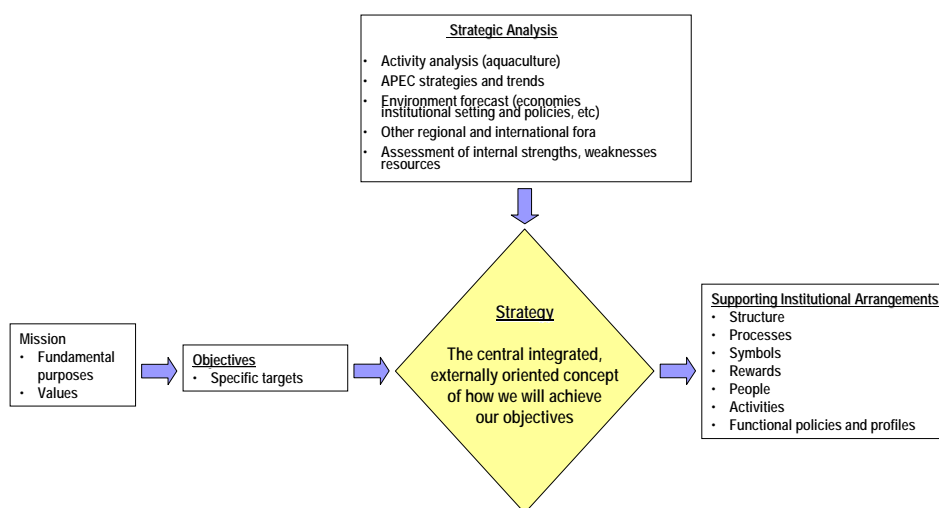 Strategic Analysis
• Activity analysis (aquaculture)
• APEC strategies and trends
• Environment forecast (economies
institutional setting and policies, etc)
• Other regional and international fora
• Assessment of internal strengths, weaknesses
resources
Mission
• Fundamental
purposes
• Values
Objectives
• Specific targets
Strategy
The central integrated,
externally oriented concept
of how we will achieve
our objectives
Supporting Institutional Arrangements
• Structure
• Processes
• Symbols
• Rewards
• People
• Activities
• Functional policies and profiles